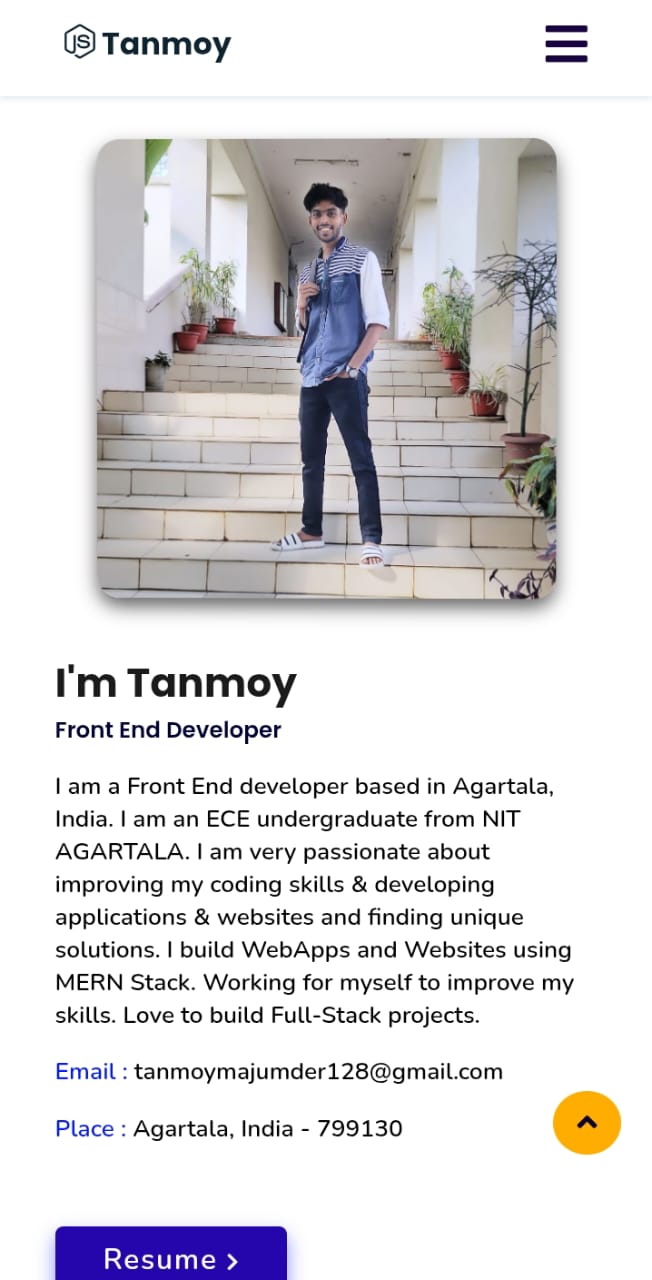 JS Tanmoy
I'm Tanmoy
Front End Developer
I am a Front End developer based in Agartala,
India. I am an ECE undergraduate from NIT
AGARTALA. I am very passionate about
improving my coding skills & developing
applications & websites and finding unique
solutions. I build WebApps and Websites using
MERN Stack. Working for myself to improve my
skills. Love to build Full-Stack projects.
Email : tanmoymajumder128@gmail.com
Place : Agartala, India - 799130
Resume